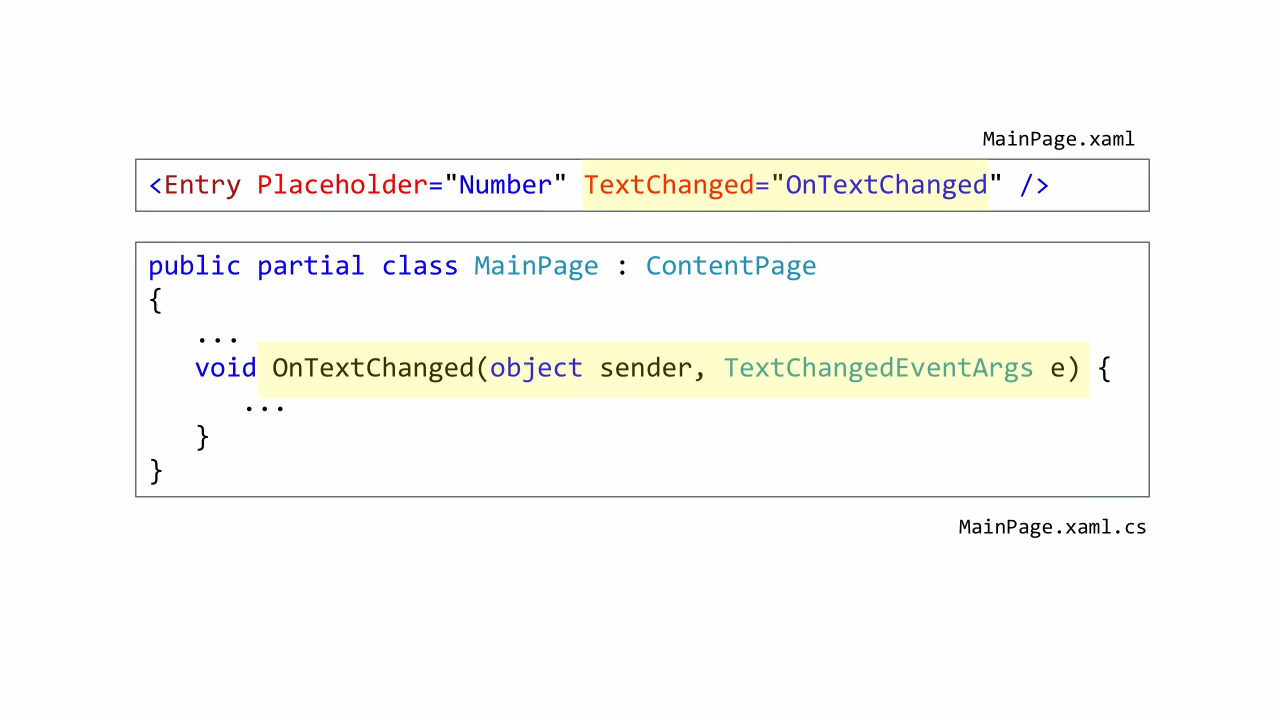 MainPage.xaml
<Entry Placeholder="Number" TextChanged="OnTextChanged" />
public partial class MainPage : ContentPage
{
...
void OnTextChanged(object sender, TextChangedEventArgs e) {
...
}
}
MainPage.xaml.cs